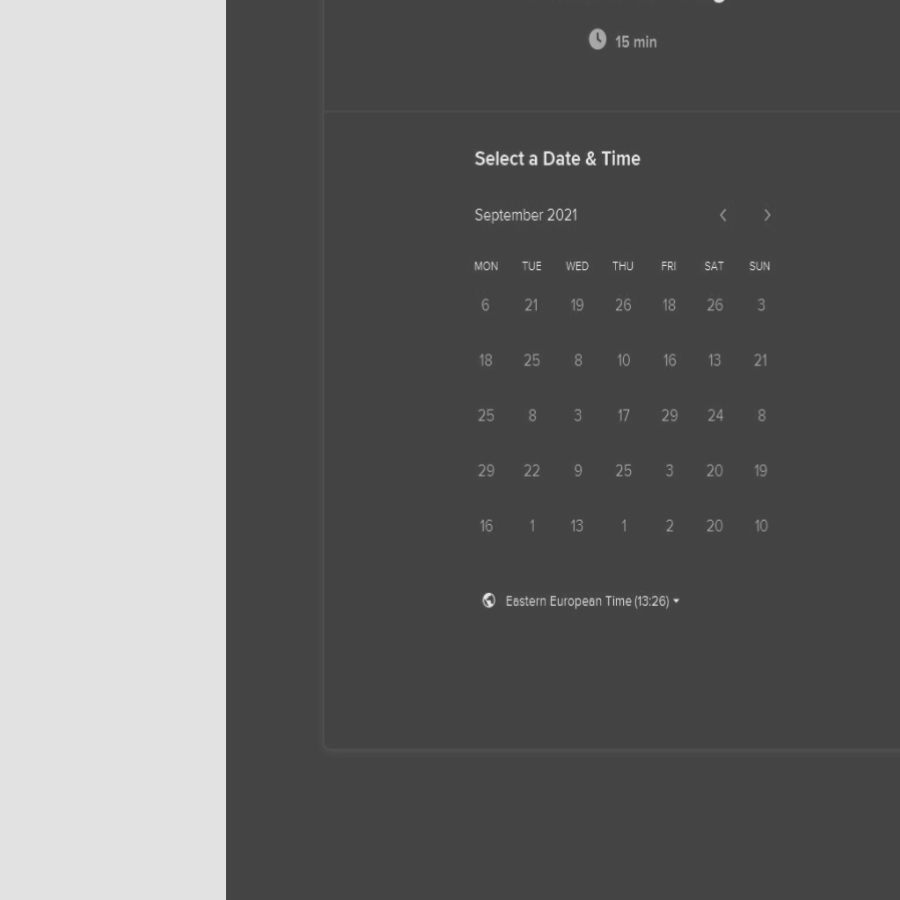 15 min
Select a Date & Time
September 2021
MON TUE WED THU FRI SAT SUN
6 21 19 26 18 26 3
18 25 8 10 16 13 21
25 8 3 17 29 24 8
29 22 9 25 3 20 19
16 1 13 1 2 20 10
Eastern European Time (13:26)